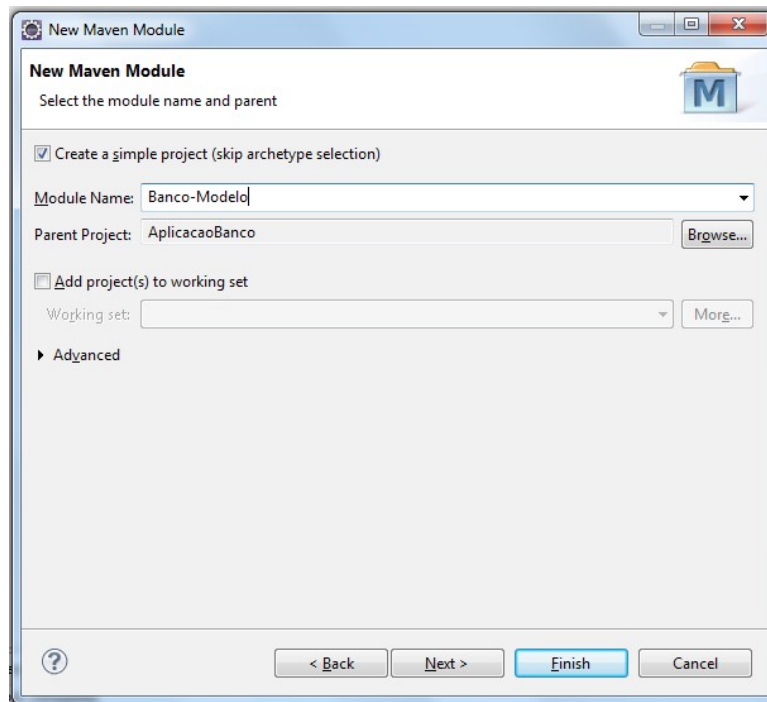 New Maven Module
New Maven Module
Select the module name and parent
M
Create a simple project (skip archetype selection)
Module Name: Banco-Modelo
Parent Project: AplicacaoBanco Browse...
Add project(s) to working set
Working set: More...
Advanced
? < Back Next > Finish Cancel